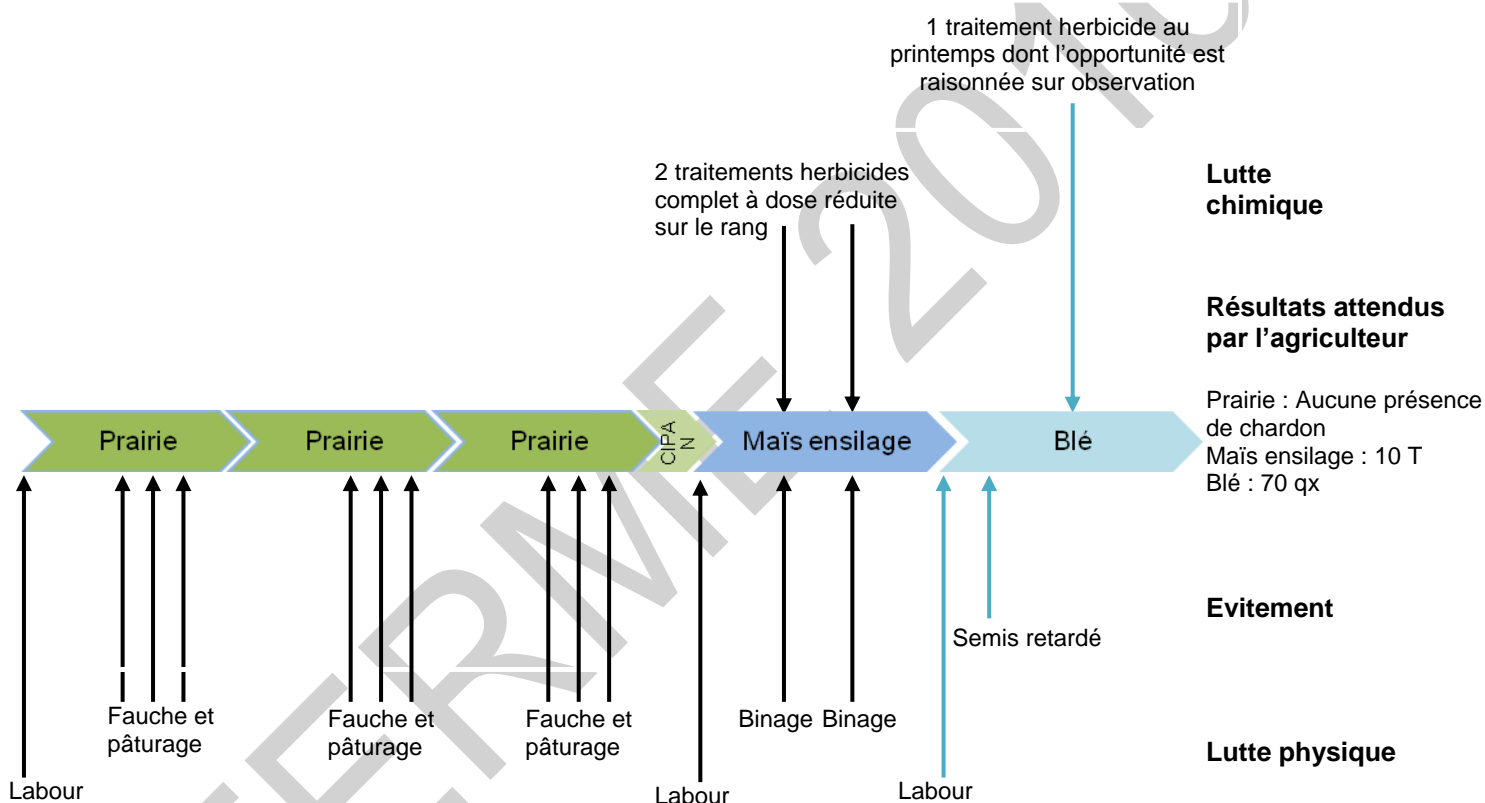 1 traitement herbicide au
printemps dont l’opportunité est
raisonnée sur observation
2 traitements herbicides
complet à dose réduite
sur le rang
Lutte
chimique
Résultats attendus
par l’agriculteur
Prairie
Prairie
Prairie
CIPA
N
Maïs ensilage
Blé
Prairie : Aucune présence
de chardon
Maïs ensilage : 10 T
Blé : 70 qx
Evitement
Semis retardé
Fauche et
pâturage
Fauche et
pâturage
Fauche et
pâturage
Binage
Binage
Lutte physique
Labour
Labour
Labour